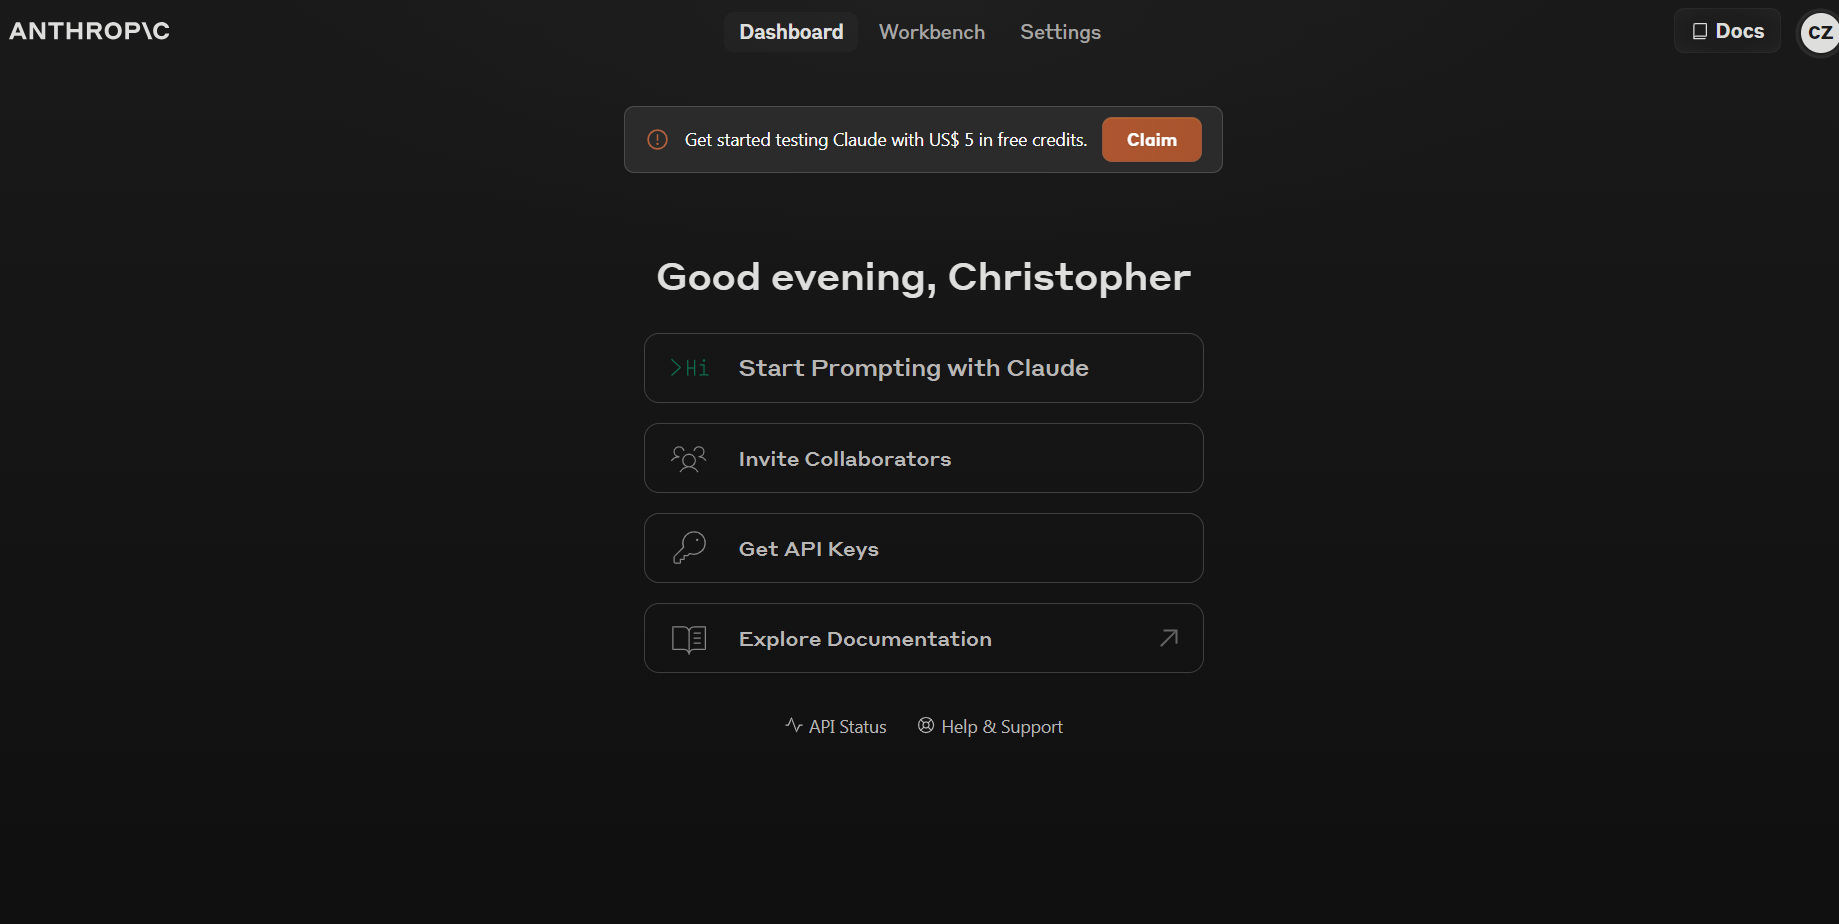 ANTHROP\C
Dashboard Workbench Settings
Docs
CZ
Get started testing Claude with US$ 5 in free credits. Claim
Good evening, Christopher
>Hi Start Prompting with Claude
Invite Collaborators
Get API Keys
Explore Documentation
API Status Help & Support